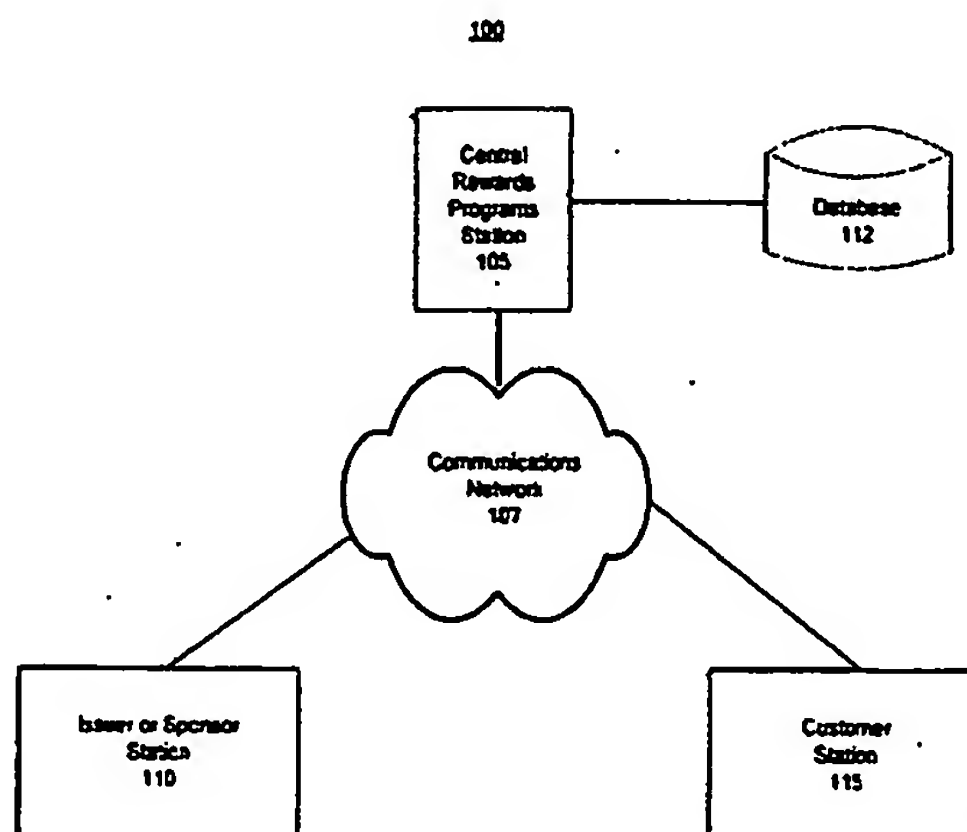 100
Central
Rewards
Programs
Station
105
Database
112
Communications
Network
107
Issuer or Sponsor
Station
110
Customer
Station
115